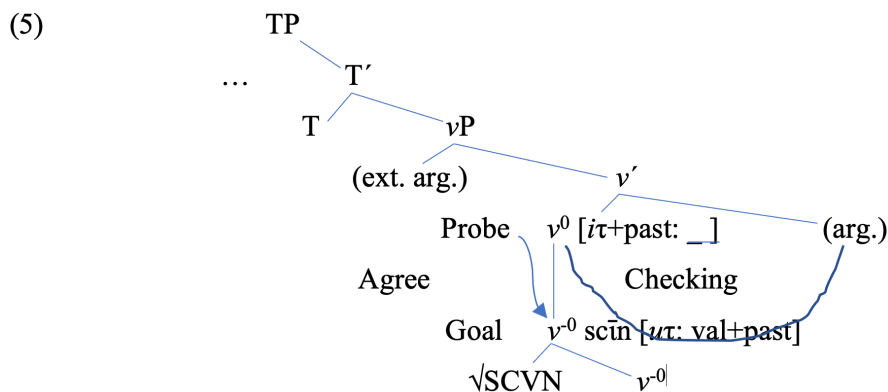 (5) TP
… T´
T vP
(ext. arg.) v´
Probe v⁰ [iτ+past: _ ] (arg.)
Agree Checking
Goal v⁻⁰ scūn [uτ: val+past]
√SCVN v⁻⁰